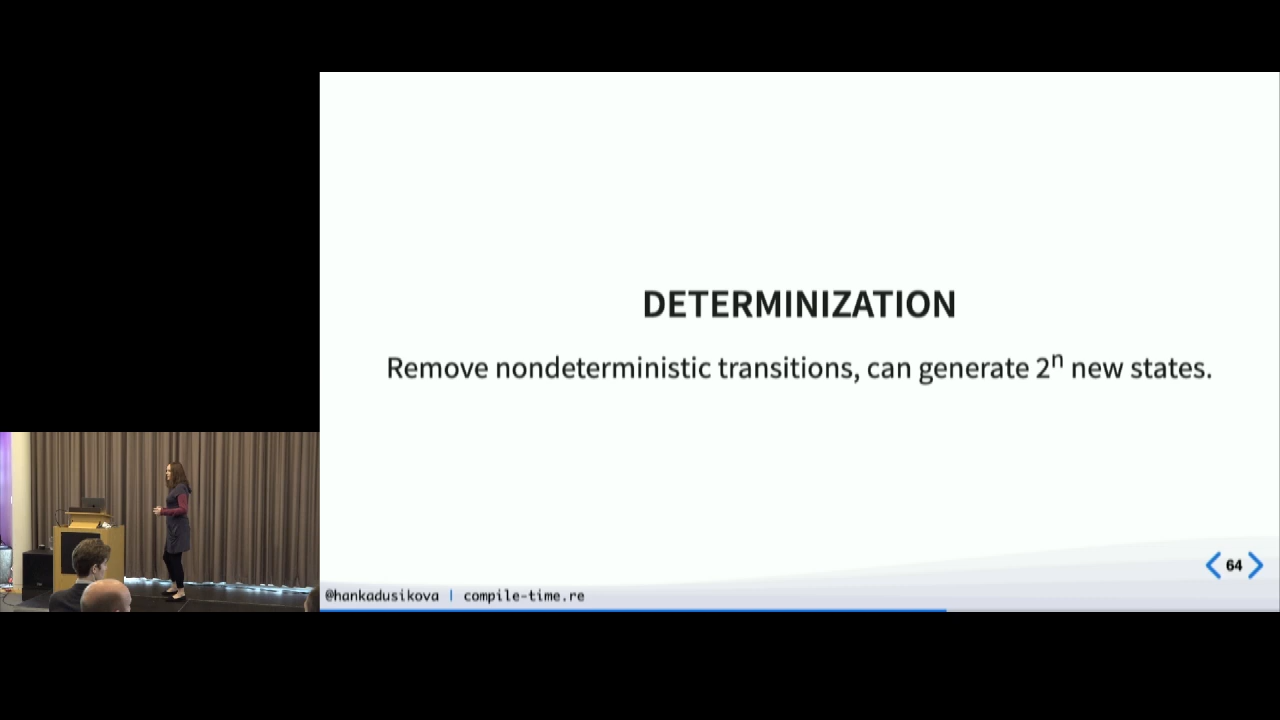 DETERMINIZATION
Remove nondeterministic transitions, can generate 2ⁿ new states.
64
@hankadusikova | compile-time.re